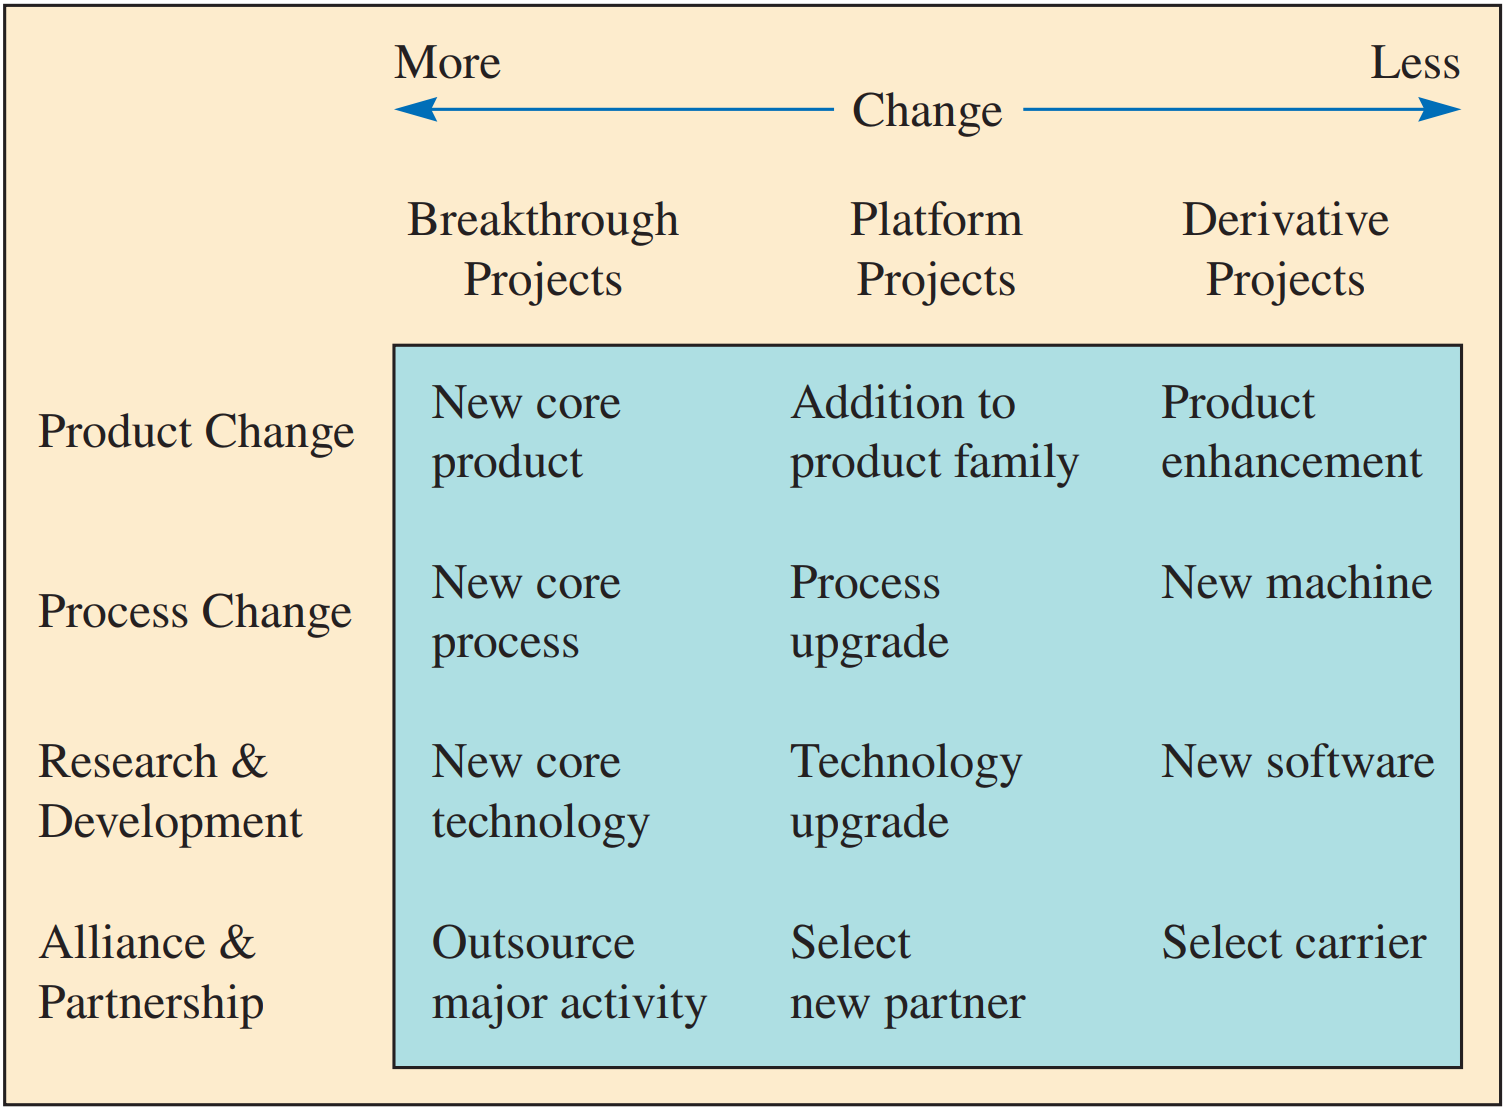 More Less
Change
Breakthrough Platform Derivative
Projects Projects Projects
Product Change
New core Addition to Product
product product family enhancement
Process Change
New core Process New machine
process upgrade
Research & New core Technology New software
Development technology upgrade
Alliance & Outsource Select Select carrier
Partnership major activity new partner